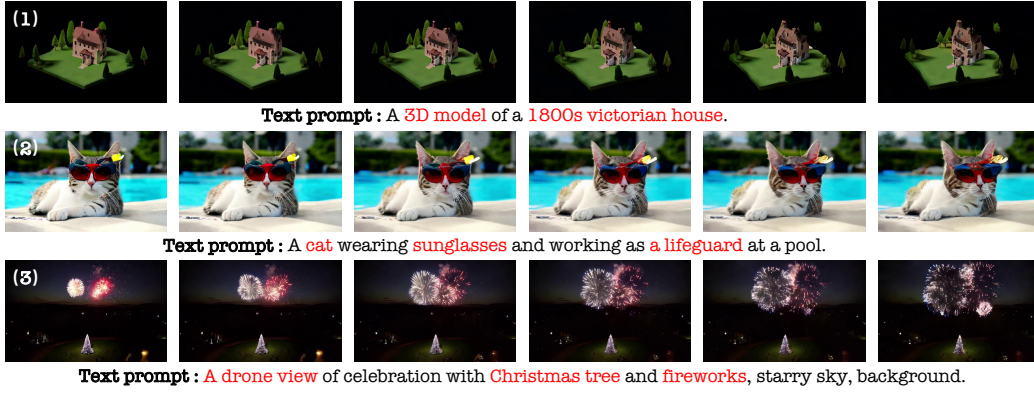 (1)
Text prompt : A 3D model of a 1800s victorian house.
(2)
Text prompt : A cat wearing sunglasses and working as a lifeguard at a pool.
(3)
Text prompt : A drone view of celebration with Christmas tree and fireworks, starry sky, background.